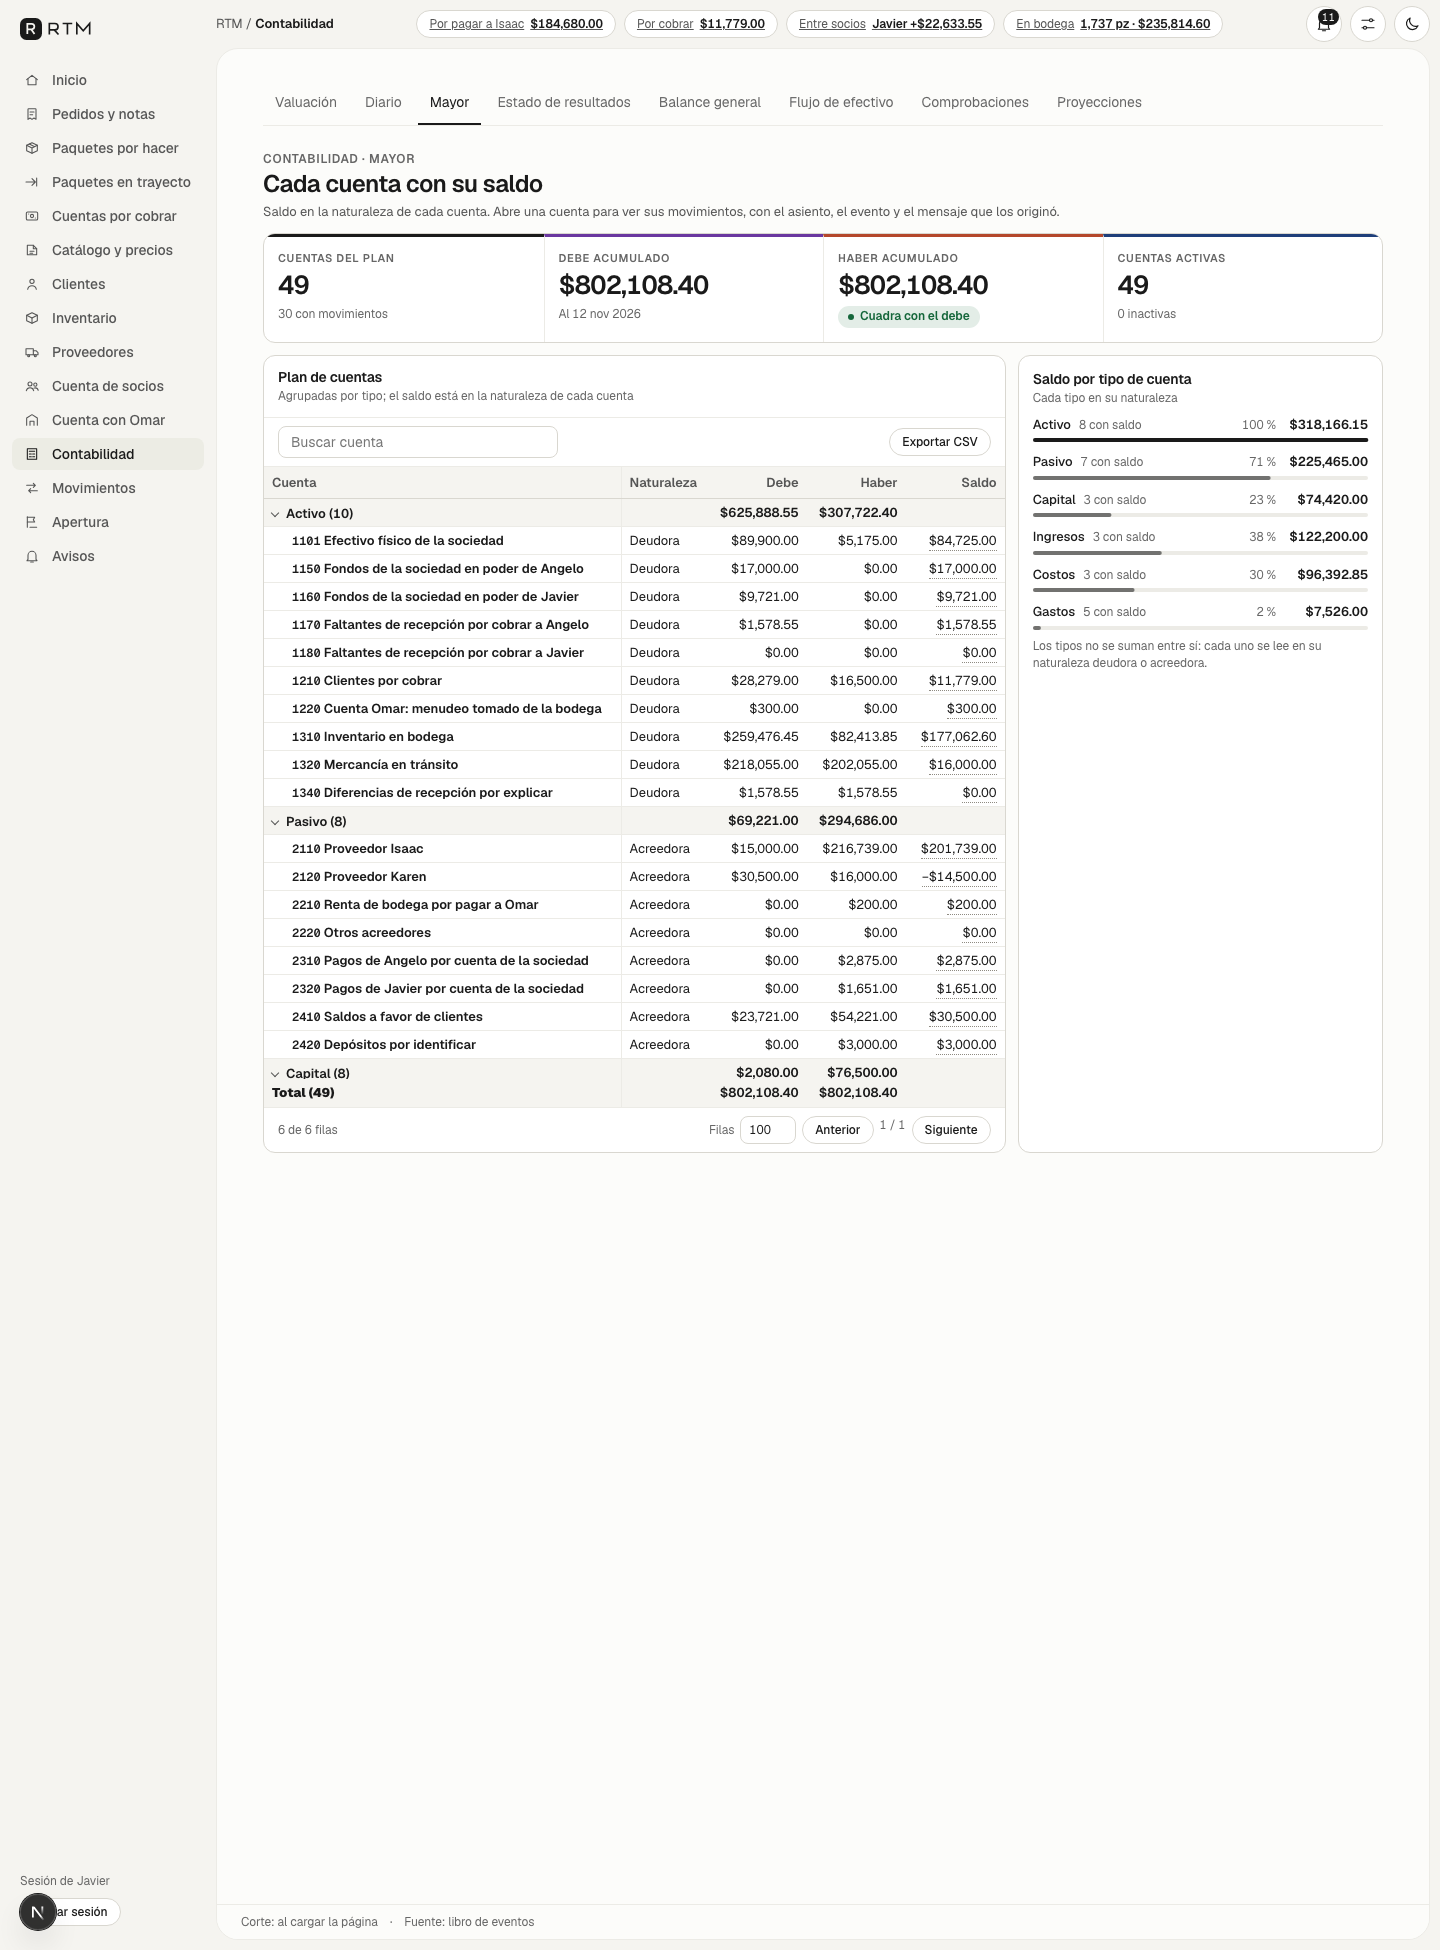 R RTM
RTM / Contabilidad
Por pagar a Isaac $184,680.00
Por cobrar $11,779.00
Entre socios Javier +$22,633.55
En bodega 1,737 pz · $235,814.60
11
Inicio
Pedidos y notas
Paquetes por hacer
Paquetes en trayecto
Cuentas por cobrar
Catálogo y precios
Clientes
Inventario
Proveedores
Cuenta de socios
Cuenta con Omar
Contabilidad
Movimientos
Apertura
Avisos
Valuación Diario Mayor Estado de resultados Balance general Flujo de efectivo Comprobaciones Proyecciones
CONTABILIDAD · MAYOR
Cada cuenta con su saldo
Saldo en la naturaleza de cada cuenta. Abre una cuenta para ver sus movimientos, con el asiento, el evento y el mensaje que los originó.
CUENTAS DEL PLAN
49
30 con movimientos
DEBE ACUMULADO
$802,108.40
Al 12 nov 2026
HABER ACUMULADO
$802,108.40
Cuadra con el debe
CUENTAS ACTIVAS
49
0 inactivas
Plan de cuentas
Agrupadas por tipo; el saldo está en la naturaleza de cada cuenta
Buscar cuenta
Exportar CSV
Cuenta Naturaleza Debe Haber Saldo
Activo (10) $625,888.55 $307,722.40
1101 Efectivo físico de la sociedad Deudora $89,900.00 $5,175.00 $84,725.00
1150 Fondos de la sociedad en poder de Angelo Deudora $17,000.00 $0.00 $17,000.00
1160 Fondos de la sociedad en poder de Javier Deudora $9,721.00 $0.00 $9,721.00
1170 Faltantes de recepción por cobrar a Angelo Deudora $1,578.55 $0.00 $1,578.55
1180 Faltantes de recepción por cobrar a Javier Deudora $0.00 $0.00 $0.00
1210 Clientes por cobrar Deudora $28,279.00 $16,500.00 $11,779.00
1220 Cuenta Omar: menudeo tomado de la bodega Deudora $300.00 $0.00 $300.00
1310 Inventario en bodega Deudora $259,476.45 $82,413.85 $177,062.60
1320 Mercancía en tránsito Deudora $218,055.00 $202,055.00 $16,000.00
1340 Diferencias de recepción por explicar Deudora $1,578.55 $1,578.55 $0.00
Pasivo (8) $69,221.00 $294,686.00
2110 Proveedor Isaac Acreedora $15,000.00 $216,739.00 $201,739.00
2120 Proveedor Karen Acreedora $30,500.00 $16,000.00 −$14,500.00
2210 Renta de bodega por pagar a Omar Acreedora $0.00 $200.00 $200.00
2220 Otros acreedores Acreedora $0.00 $0.00 $0.00
2310 Pagos de Angelo por cuenta de la sociedad Acreedora $0.00 $2,875.00 $2,875.00
2320 Pagos de Javier por cuenta de la sociedad Acreedora $0.00 $1,651.00 $1,651.00
2410 Saldos a favor de clientes Acreedora $23,721.00 $54,221.00 $30,500.00
2420 Depósitos por identificar Acreedora $0.00 $3,000.00 $3,000.00
Capital (8) $2,080.00 $76,500.00
Total (49) $802,108.40 $802,108.40
6 de 6 filas
Filas 100 Anterior 1 / 1 Siguiente
Saldo por tipo de cuenta
Cada tipo en su naturaleza
Activo 8 con saldo 100 % $318,166.15
Pasivo 7 con saldo 71 % $225,465.00
Capital 3 con saldo 23 % $74,420.00
Ingresos 3 con saldo 38 % $122,200.00
Costos 3 con saldo 30 % $96,392.85
Gastos 5 con saldo 2 % $7,526.00
Los tipos no se suman entre sí: cada uno se lee en su
naturaleza deudora o acreedora.
Sesión de Javier
N ar sesión
Corte: al cargar la página · Fuente: libro de eventos